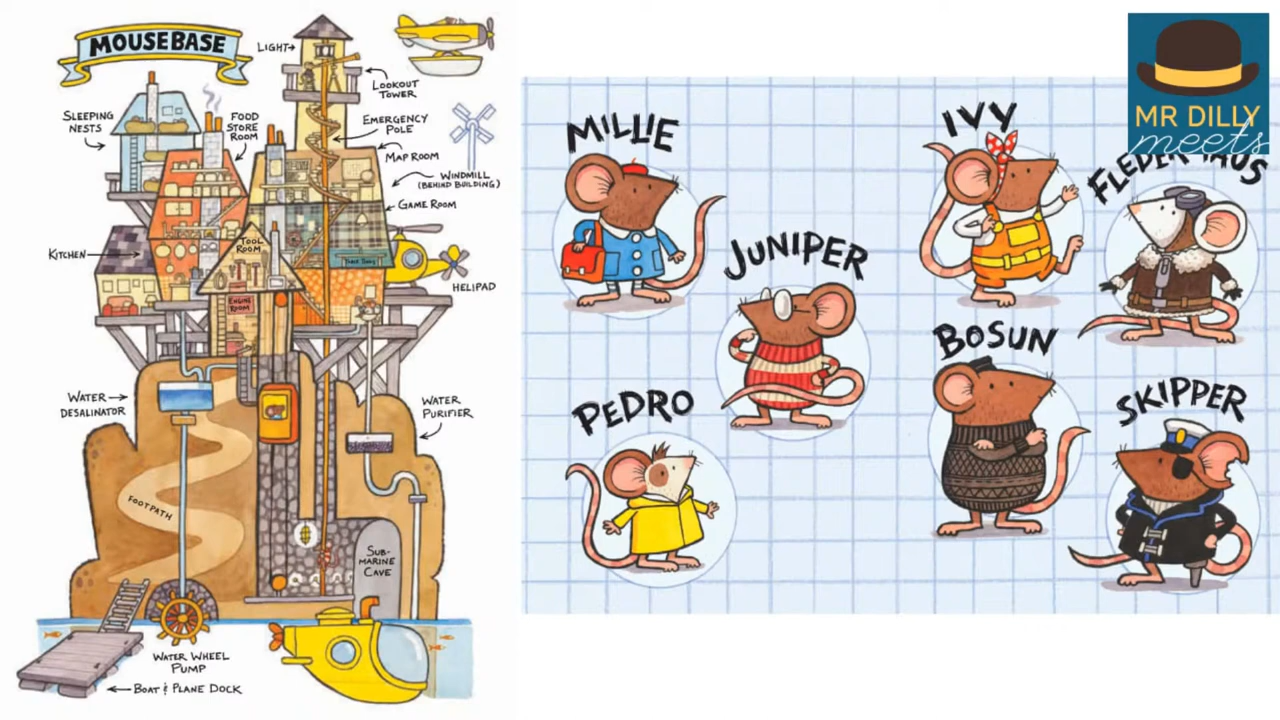 MOUSEBASE
LIGHT
LOOKOUT
TOWER
SLEEPING
NESTS
FOOD
STORE
ROOM
EMERGENCY
POLE
MAP ROOM
WINDMILL
(BEHIND BUILDING)
GAME ROOM
TOOL
ROOM
KITCHEN
ENGINE
ROOM
HELIPAD
WATER
DESALINATOR
WATER
PURIFIER
FOOTPATH
SUB-
MARINE
CAVE
WATER WHEEL
PUMP
BOAT & PLANE DOCK
MILLIE
IVY
FLEDERMAUS
JUNIPER
BOSUN
PEDRO
SKIPPER
MR DILLY
meets